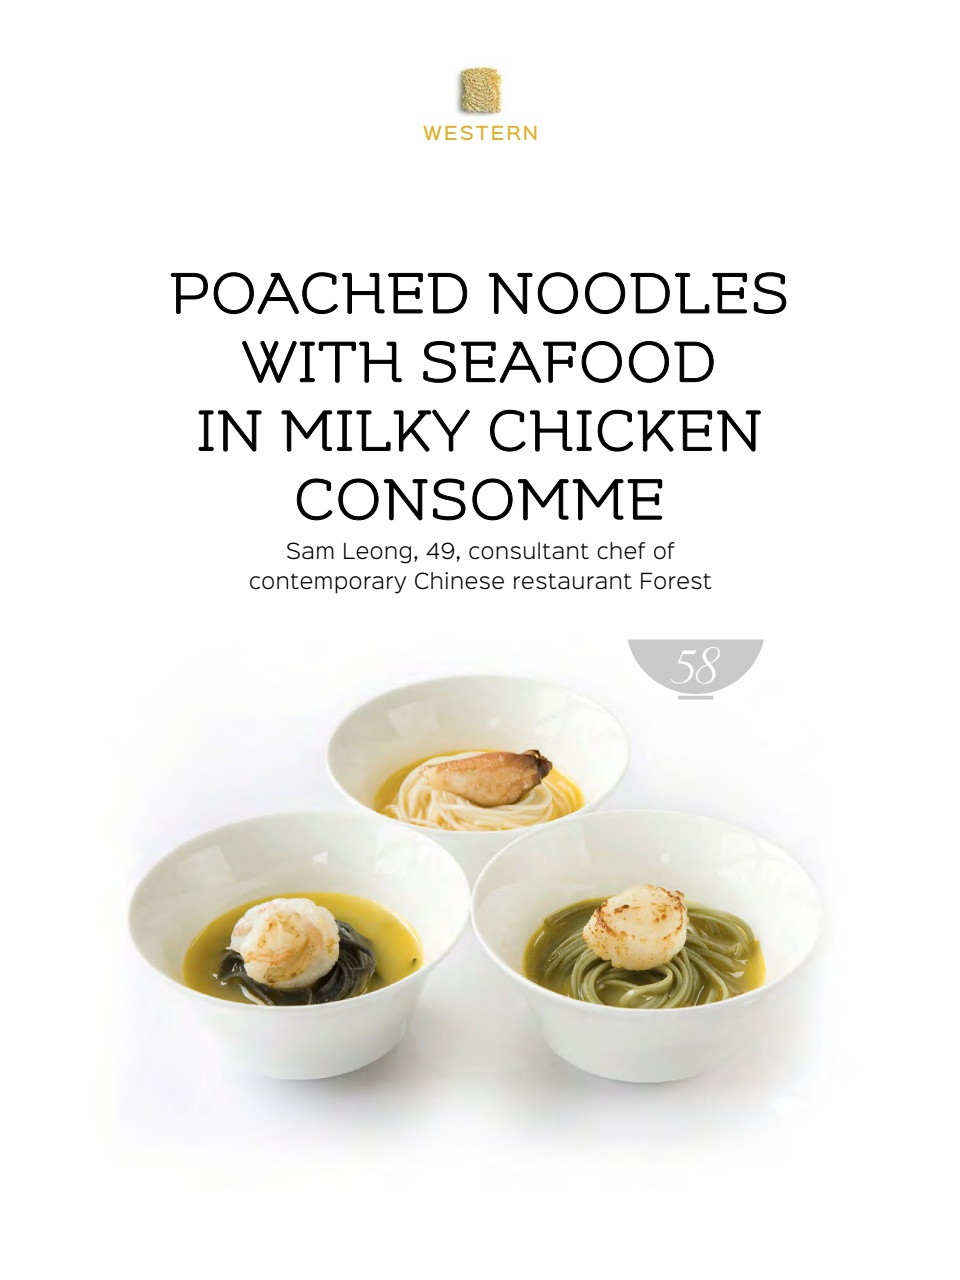 WESTERN
POACHED NOODLES
WITH SEAFOOD
IN MILKY CHICKEN
CONSOMME
Sam Leong, 49, consultant chef of
contemporary Chinese restaurant Forest
58